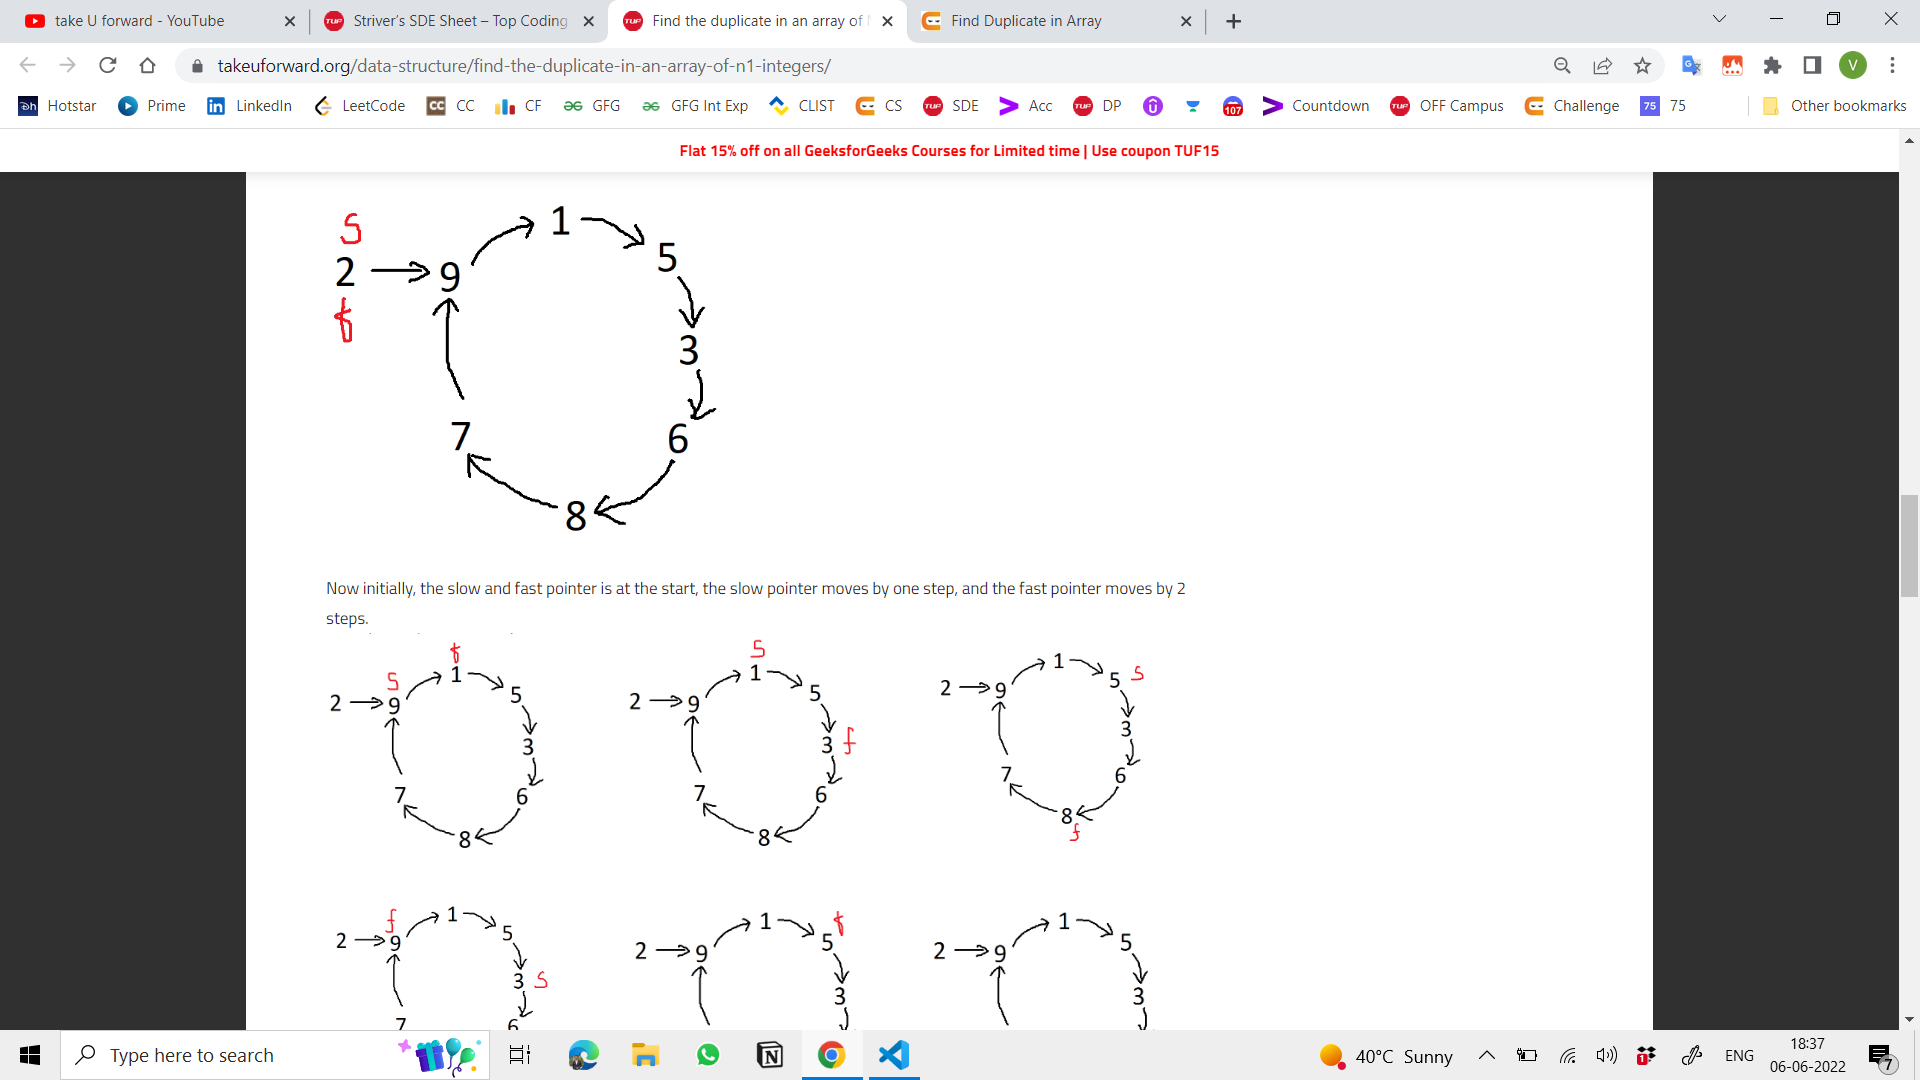 take U forward - YouTube
Striver's SDE Sheet – Top Coding
Find the duplicate in an array of
Find Duplicate in Array
takeuforward.org/data-structure/find-the-duplicate-in-an-array-of-n1-integers/
V
Hotstar Prime LinkedIn LeetCode CC CF GFG GFG Int Exp CLIST CS SDE Acc DP 107 Countdown OFF Campus Challenge 75 75 Other bookmarks
Flat 15% off on all GeeksforGeeks Courses for Limited time | Use coupon TUF15
S
1
5
2 9
f
3
7 6
8
Now initially, the slow and fast pointer is at the start, the slow pointer moves by one step, and the fast pointer moves by 2
steps.
f
S 1
5
2 9
3
7 6
8
S
1
5
2 9
3 f
7 6
8
1
5 S
2 9
3
7 6
8
f
f 1
5
2 9
3 S
7 6
1 f
5
2 9
3
1
5
2 9
3
Type here to search
40°C Sunny
1
ENG
18:37
06-06-2022
7